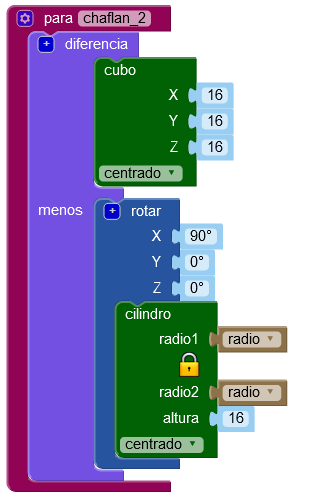 para chaflan_2
diferencia
cubo
X 16
Y 16
Z 16
centrado
menos rotar
X 90°
Y 0°
Z 0°
cilindro
radio1 radio
radio2 radio
altura 16
centrado